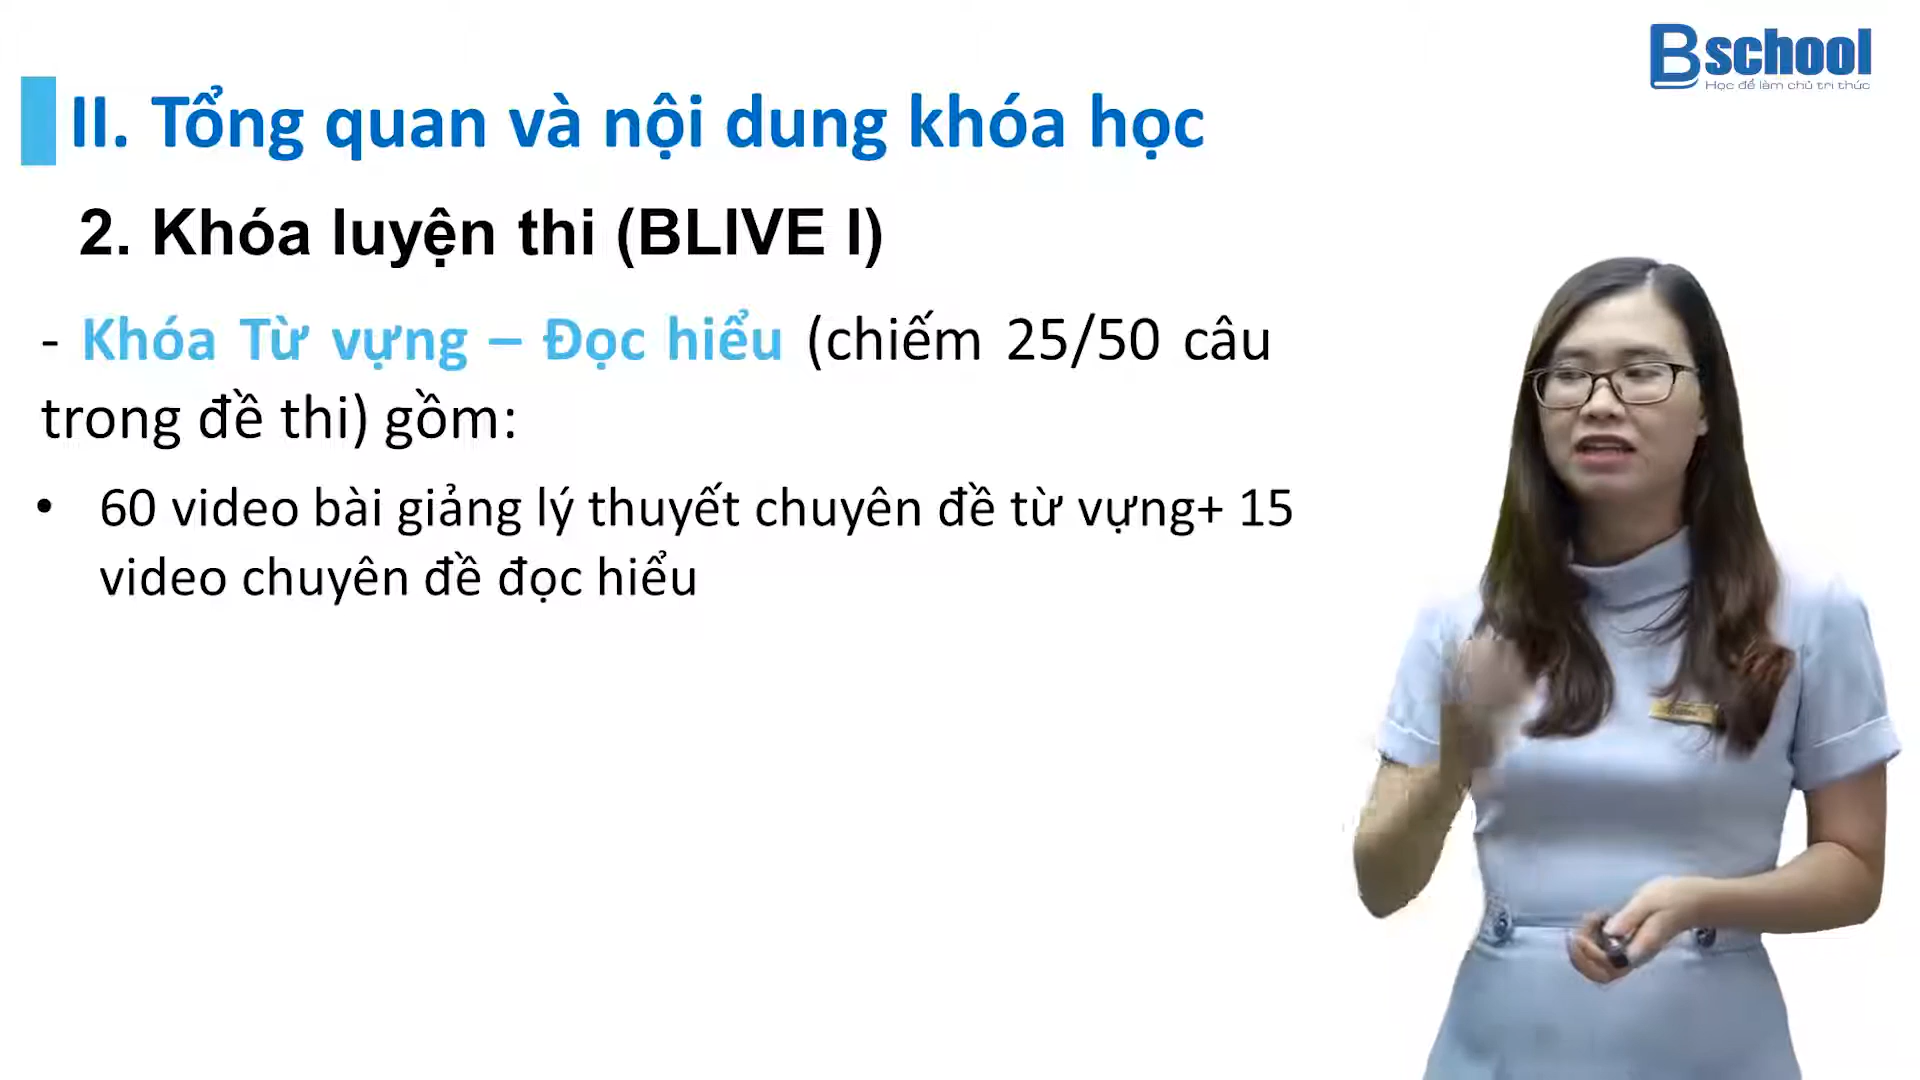 Bschool
Học để làm chủ tri thức
II. Tổng quan và nội dung khóa học
2. Khóa luyện thi (BLIVE I)
- Khóa Từ vựng – Đọc hiểu (chiếm 25/50 câu
trong đề thi) gồm:
• 60 video bài giảng lý thuyết chuyên đề từ vựng+ 15
video chuyên đề đọc hiểu